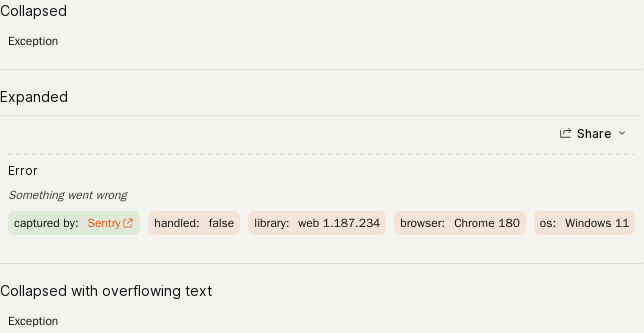 Collapsed
Exception
Expanded
Share
Error
Something went wrong
captured by: Sentry handled: false library: web 1.187.234 browser: Chrome 180 os: Windows 11
Collapsed with overflowing text
Exception